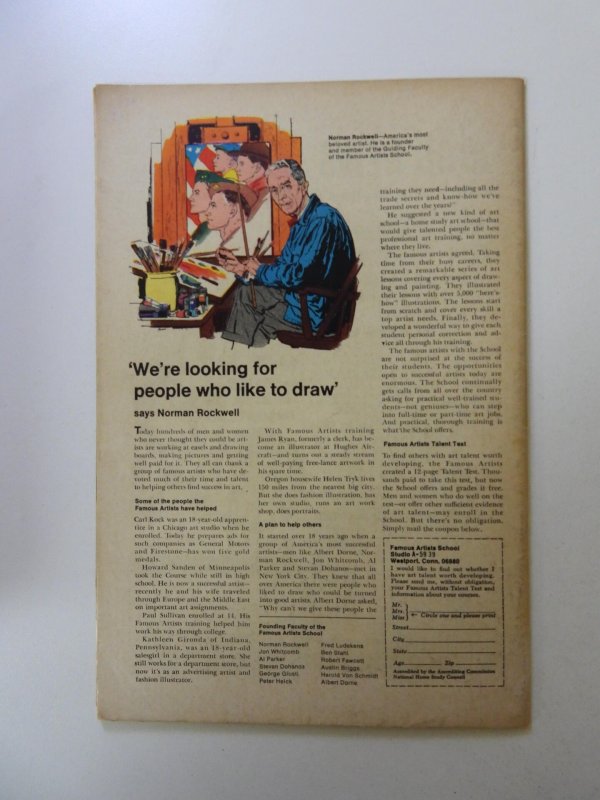 Norman Rockwell—America's most
beloved artist. He is a founder
and member of the Guiding Faculty
of the Famous Artists School.
'We're looking for
people who like to draw'
says Norman Rockwell
Today hundreds of men and women
who never thought they could be art-
ists are working at easels and drawing
boards, making pictures and getting
well paid for it. They all can thank a
group of famous artists who have de-
voted much of their time and talent
to helping others find success in art.
Some of the people the
Famous Artists have helped
Carl Kock was an 18-year-old appren-
tice in a Chicago art studio when he
enrolled. Today he prepares ads for
such companies as General Motors
and Firestone—has won five gold
medals.
Howard Sanden of Minneapolis
took the Course while still in high
school. He is now a successful artist—
recently he and his wife traveled
through Europe and the Middle East
on important art assignments.
Paul Sullivan enrolled at 14. His
Famous Artists training helped him
work his way through college.
Kathleen Gironda of Indiana,
Pennsylvania, was an 18-year-old
salesgirl in a department store. She
still works for a department store, but
now it's as an advertising artist and
fashion illustrator.
With Famous Artists training
James Ryan, formerly a clerk, has be-
come an illustrator at Hughes Air-
craft—and turns out a steady stream
of well-paying free-lance artwork in
his spare time.
Oregon housewife Helen Tryk lives
150 miles from the nearest big city.
But she does fashion illustration, has
her own studio, runs an art work
shop, does portraits.
A plan to help others
It started over 18 years ago when a
group of America's most successful
artists—men like Albert Dorne, Nor-
man Rockwell, Jon Whitcomb, Al
Parker and Stevan Dohanos—met in
New York City. They knew that all
over America there were people who
liked to draw who could be turned
into good artists. Albert Dorne asked,
"Why can't we give these people the
Founding Faculty of the
Famous Artists School
Norman Rockwell
Jon Whitcomb
Al Parker
Stevan Dohanos
George Giusti
Peter Helck
Fred Ludekens
Ben Stahl
Robert Fawcett
Austin Briggs
Harold Von Schmidt
Albert Dorne
training they need—including all the
trade secrets and know-how we've
learned over the years?"
He suggested a new kind of art
school—a home study art school—that
would give talented people the best
professional art training, no matter
where they live.
The famous artists agreed. Taking
time from their busy careers, they
created a remarkable series of art
lessons covering every aspect of draw-
ing and painting. They illustrated
their lessons with over 5,000 "here's-
how" illustrations. The lessons start
from scratch and cover every skill a
top artist needs. Finally, they de-
veloped a wonderful way to give each
student personal correction and ad-
vice all through his training.
The famous artists with the School
are not surprised at the success of
their students. The opportunities
open to successful artists today are
enormous. The School continually
gets calls from all over the country
asking for practical well-trained stu-
dents—not geniuses—who can step
into full-time or part-time art jobs.
And practical, thorough training is
what the School offers.
Famous Artists Talent Test
To find others with art talent worth
developing, the Famous Artists
created a 12-page Talent Test. Thou-
sands paid to take this test, but now
the School offers and grades it free.
Men and women who do well on the
test—or offer other sufficient evidence
of art talent—may enroll in the
School. But there's no obligation.
Simply mail the coupon below.
Famous Artists School
Studio A-5939
Westport, Conn. 06880
I would like to find out whether I
have art talent worth developing.
Please send me, without obligation,
your Famous Artists Talent Test and
information about your courses.
Mr.
Mrs.
Miss ← Circle one and please print
Street
City
State
Age Zip
Accredited by the Accrediting Commission
National Home Study Council